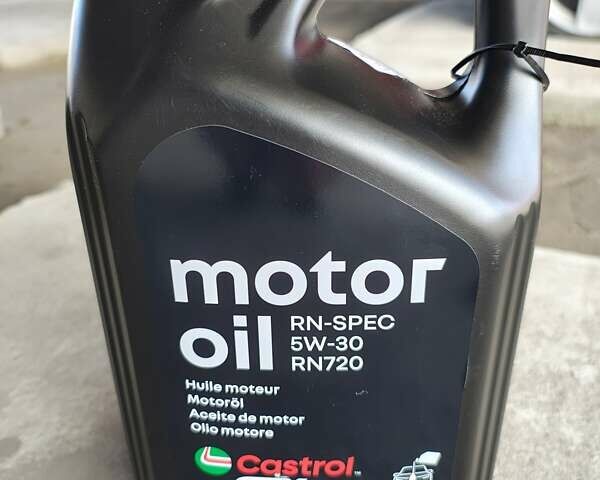 motor
oil
RN-SPEC
5W-30
RN720
Huile moteur
Motoröl
Aceite de motor
Olio motore
Castrol